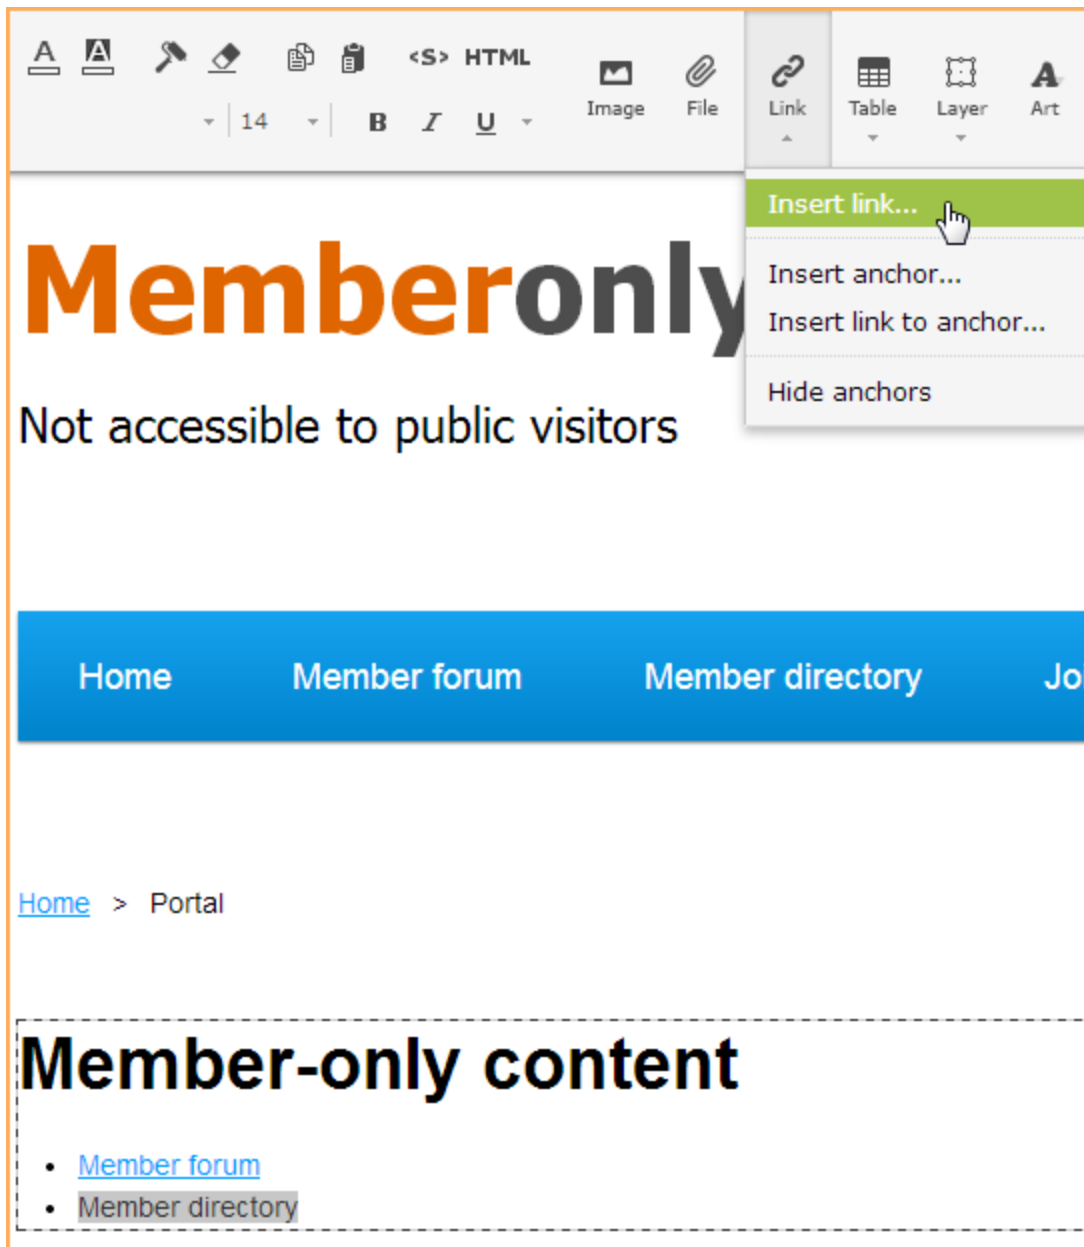 A A <S> HTML
14 B I U
Image File Link Table Layer Art
Insert link...
Insert anchor...
Insert link to anchor...
Hide anchors
Memberonly
Not accessible to public visitors
Home Member forum Member directory Jo
Home > Portal
Member-only content
• Member forum
• Member directory